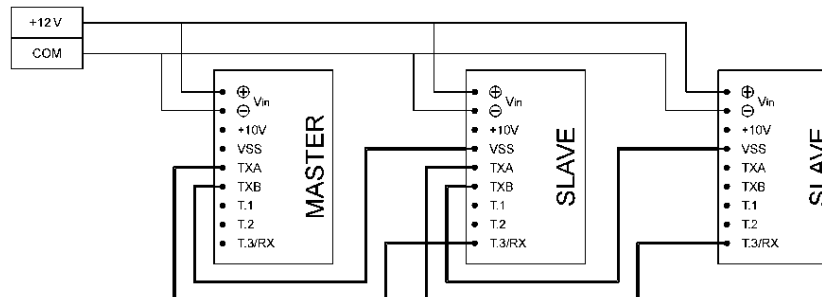 +12V
COM
⊕
Vin
⊖
+10V
VSS
TXA
TXB
T.1
T.2
T.3/RX
MASTER
⊕
Vin
⊖
+10V
VSS
TXA
TXB
T.1
T.2
T.3/RX
SLAVE
⊕
Vin
⊖
+10V
VSS
TXA
TXB
T.1
T.2
T.3/RX
SLAVE